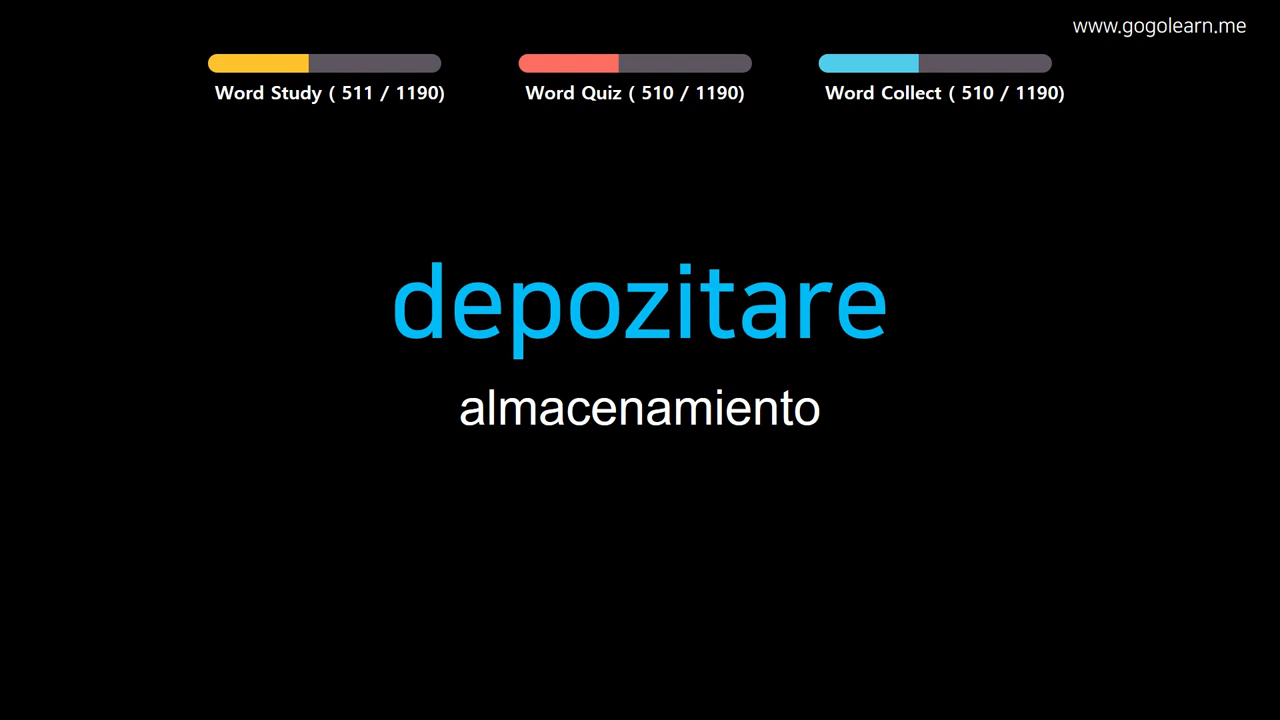 www.gogolearn.me
Word Study ( 511 / 1190)
Word Quiz ( 510 / 1190)
Word Collect ( 510 / 1190)
depozitare
almacenamiento